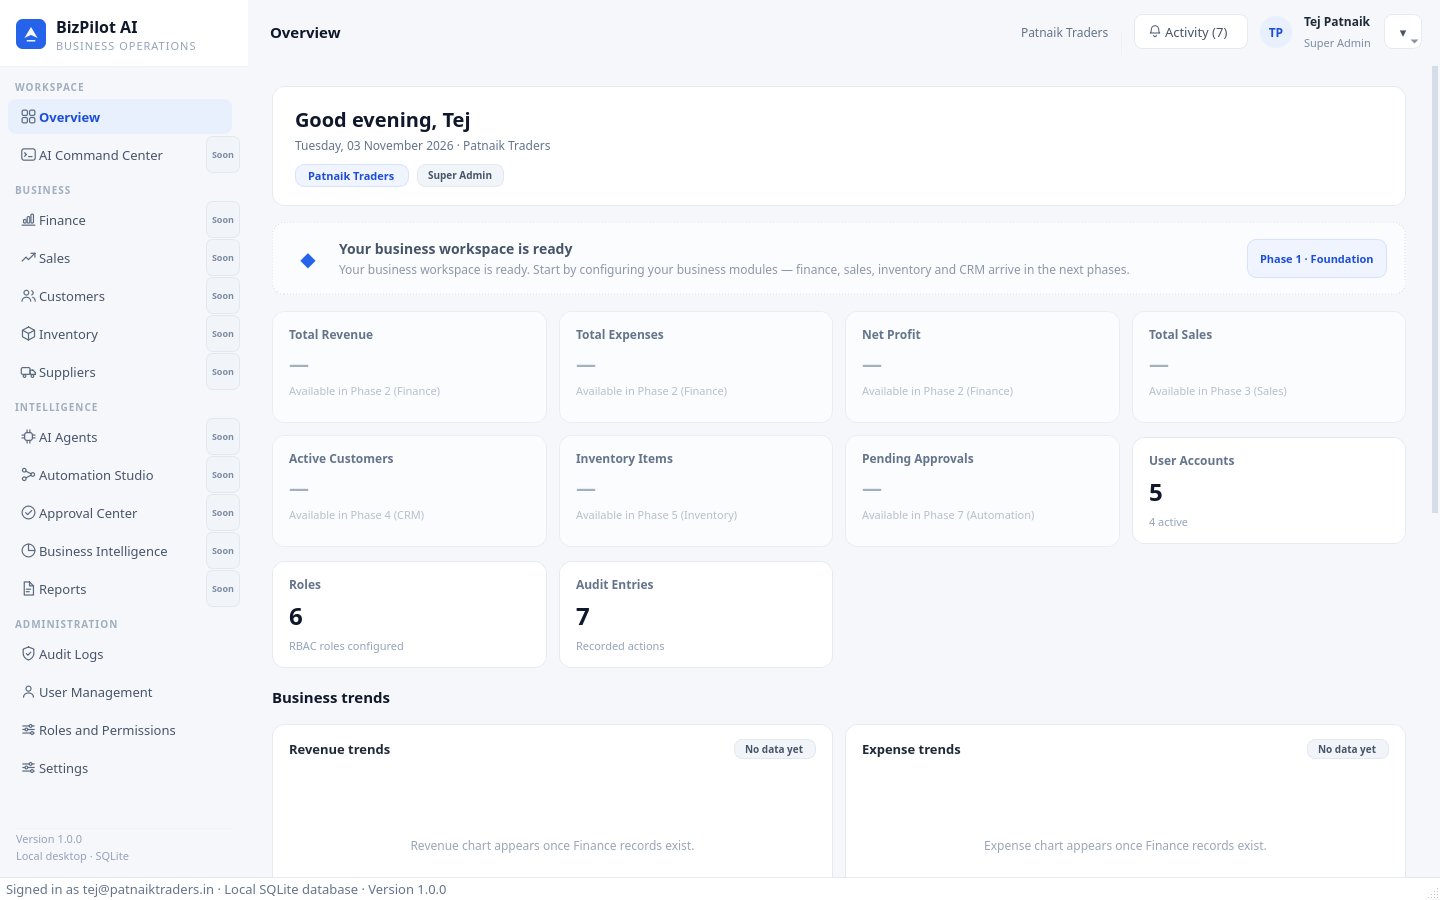 BizPilot AI
BUSINESS OPERATIONS
Overview
Patnaik Traders
Activity (7)
TP
Tej Patnaik
Super Admin
WORKSPACE
Overview
AI Command Center
Soon
BUSINESS
Finance
Soon
Sales
Soon
Customers
Soon
Inventory
Soon
Suppliers
Soon
INTELLIGENCE
AI Agents
Soon
Automation Studio
Soon
Approval Center
Soon
Business Intelligence
Soon
Reports
Soon
ADMINISTRATION
Audit Logs
User Management
Roles and Permissions
Settings
Version 1.0.0
Local desktop · SQLite
Good evening, Tej
Tuesday, 03 November 2026 · Patnaik Traders
Patnaik Traders
Super Admin
Your business workspace is ready
Your business workspace is ready. Start by configuring your business modules — finance, sales, inventory and CRM arrive in the next phases.
Phase 1 · Foundation
Total Revenue
—
Available in Phase 2 (Finance)
Total Expenses
—
Available in Phase 2 (Finance)
Net Profit
—
Available in Phase 2 (Finance)
Total Sales
—
Available in Phase 3 (Sales)
Active Customers
—
Available in Phase 4 (CRM)
Inventory Items
—
Available in Phase 5 (Inventory)
Pending Approvals
—
Available in Phase 7 (Automation)
User Accounts
5
4 active
Roles
6
RBAC roles configured
Audit Entries
7
Recorded actions
Business trends
Revenue trends
No data yet
Revenue chart appears once Finance records exist.
Expense trends
No data yet
Expense chart appears once Finance records exist.
Signed in as tej@patnaiktraders.in · Local SQLite database · Version 1.0.0